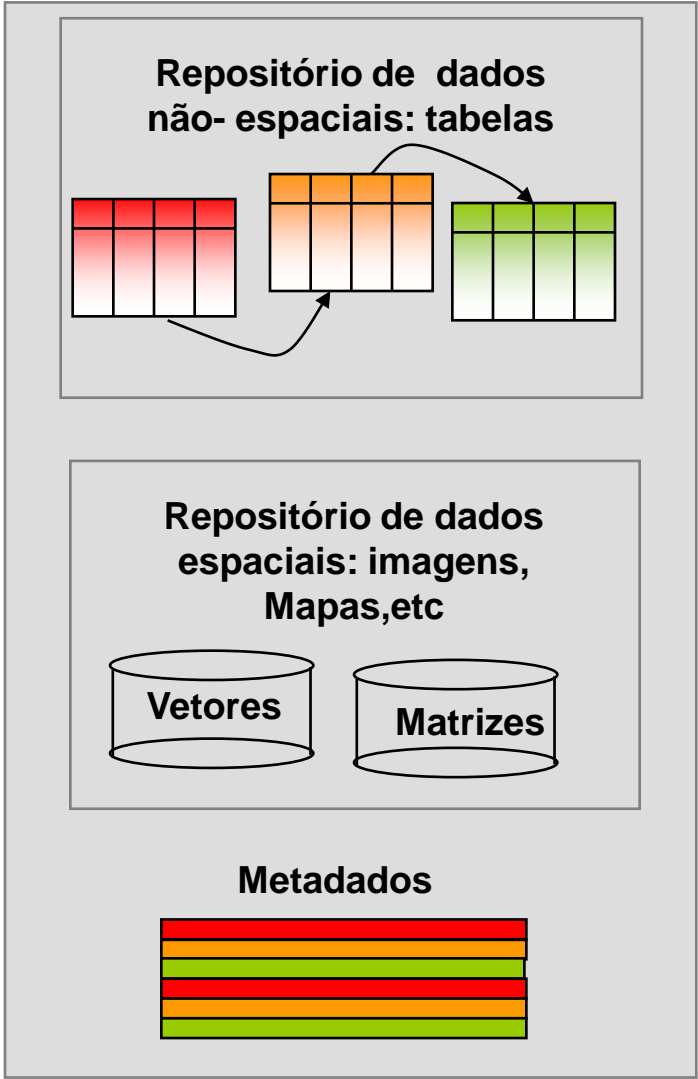 Repositório de  dados
não- espaciais: tabelas
Repositório de dados
espaciais: imagens,
Mapas,etc
Vetores
Matrizes
Metadados